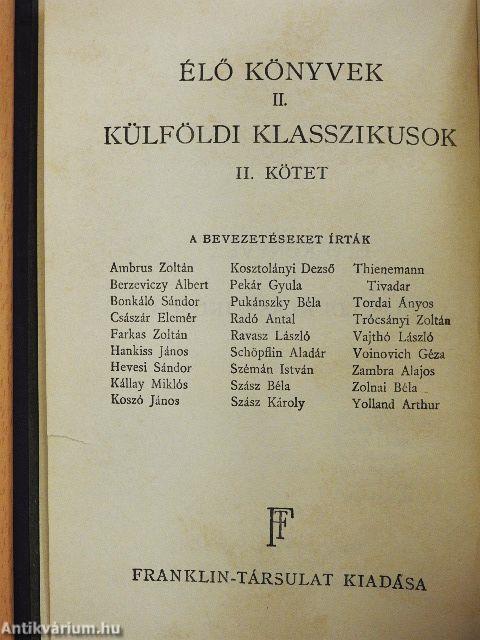 ÉLŐ KÖNYVEK
II.
KÜLFÖLDI KLASSZIKUSOK
II. KÖTET
A BEVEZETÉSEKET ÍRTÁK
Ambrus Zoltán
Berzeviczy Albert
Bonkáló Sándor
Császár Elemér
Farkas Zoltán
Hankiss János
Hevesi Sándor
Kállay Miklós
Koszó János
Kosztolányi Dezső
Pekár Gyula
Pukánszky Béla
Radó Antal
Ravasz László
Schöpflin Aladár
Szémán István
Szász Béla
Szász Károly
Thienemann
Tivadar
Tordai Ányos
Trócsányi Zoltán
Vajthó László
Voinovich Géza
Zambra Alajos
Zolnai Béla
Yolland Arthur
FT
FRANKLIN-TÁRSULAT KIADÁSA
Antikvárium.hu